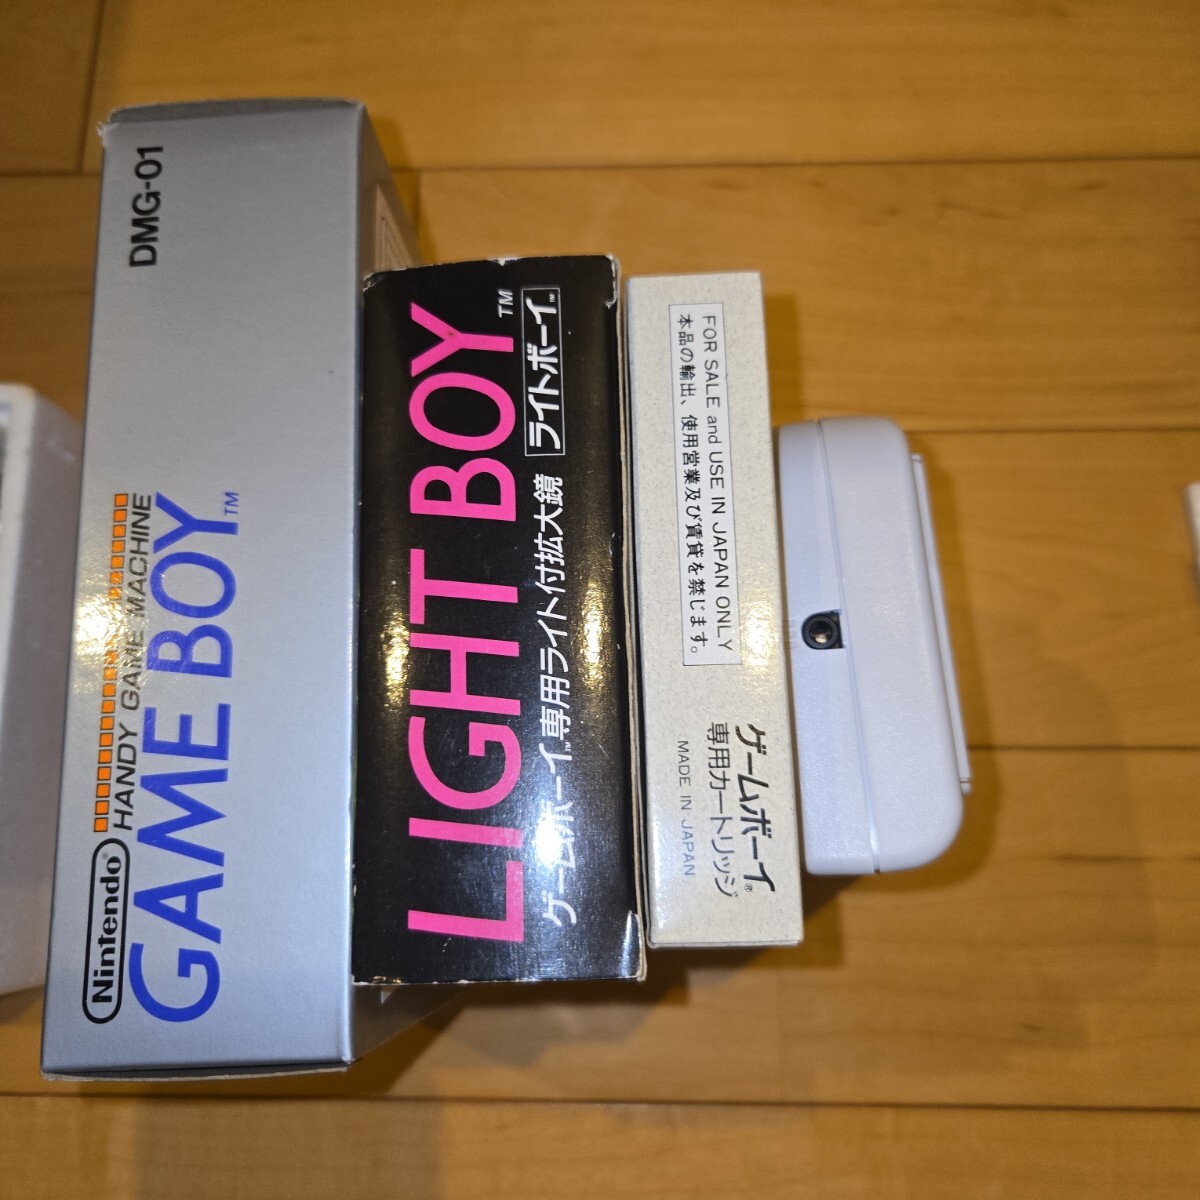 Nintendo
HANDY GAME MACHINE
GAME BOY™
DMG-01
LIGHT BOY™
ゲームボーイ™専用ライト付拡大鏡 ライトボーイ™
FOR SALE and USE IN JAPAN ONLY
本品の輸出、使用営業及び賃貸を禁じます。
ゲームボーイ®
専用カートリッジ
MADE IN JAPAN